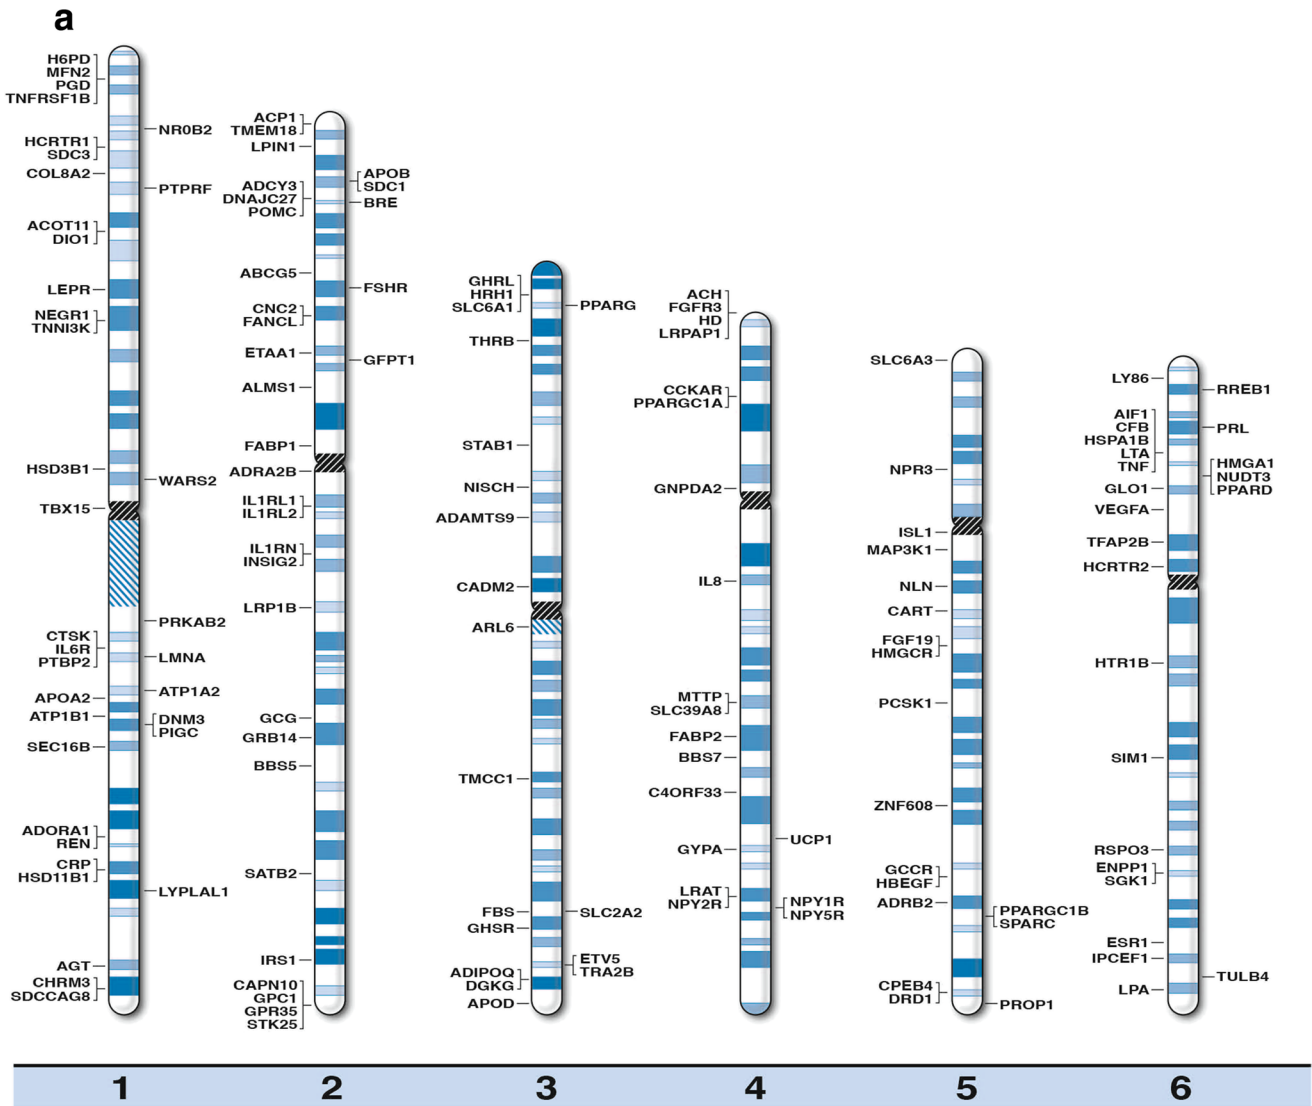 a
H6PD
MFN2
PGD
TNFRSF1B
NR0B2
HCRTR1
SDC3
COL8A2
PTPRF
ACOT11
DIO1
LEPR
NEGR1
TNNI3K
HSD3B1
WARS2
TBX15
PRKAB2
CTSK
IL6R
PTBP2
LMNA
ATP1A2
APOA2
ATP1B1
DNM3
PIGC
SEC16B
ADORA1
REN
CRP
HSD11B1
LYPLAL1
AGT
CHRM3
SDCCAG8
ACP1
TMEM18
LPIN1
APOB
SDC1
ADCY3
DNAJC27
POMC
BRE
ABCG5
FSHR
CNC2
FANCL
ETAA1
GFPT1
ALMS1
FABP1
ADRA2B
IL1RL1
IL1RL2
IL1RN
INSIG2
LRP1B
GCG
GRB14
BBS5
SATB2
IRS1
CAPN10
GPC1
GPR35
STK25
GHRL
HRH1
SLC6A1
PPARG
THRB
STAB1
NISCH
ADAMTS9
CADM2
ARL6
TMCC1
FBS
SLC2A2
GHSR
ETV5
TRA2B
ADIPOQ
DGKG
APOD
ACH
FGFR3
HD
LRPAP1
CCKAR
PPARGC1A
GNPDA2
IL8
MTTP
SLC39A8
FABP2
BBS7
C4ORF33
UCP1
GYPA
LRAT
NPY2R
NPY1R
NPY5R
SLC6A3
NPR3
ISL1
MAP3K1
NLN
CART
FGF19
HMGCR
PCSK1
ZNF608
GCCR
HBEGF
ADRB2
PPARGC1B
SPARC
CPEB4
DRD1
PROP1
LY86
RREB1
AIF1
CFB
HSPA1B
LTA
TNF
PRL
HMGA1
NUDT3
PPARD
GLO1
VEGFA
TFAP2B
HCRTR2
HTR1B
SIM1
RSPO3
ENPP1
SGK1
ESR1
IPCEF1
TULB4
LPA
1 2 3 4 5 6